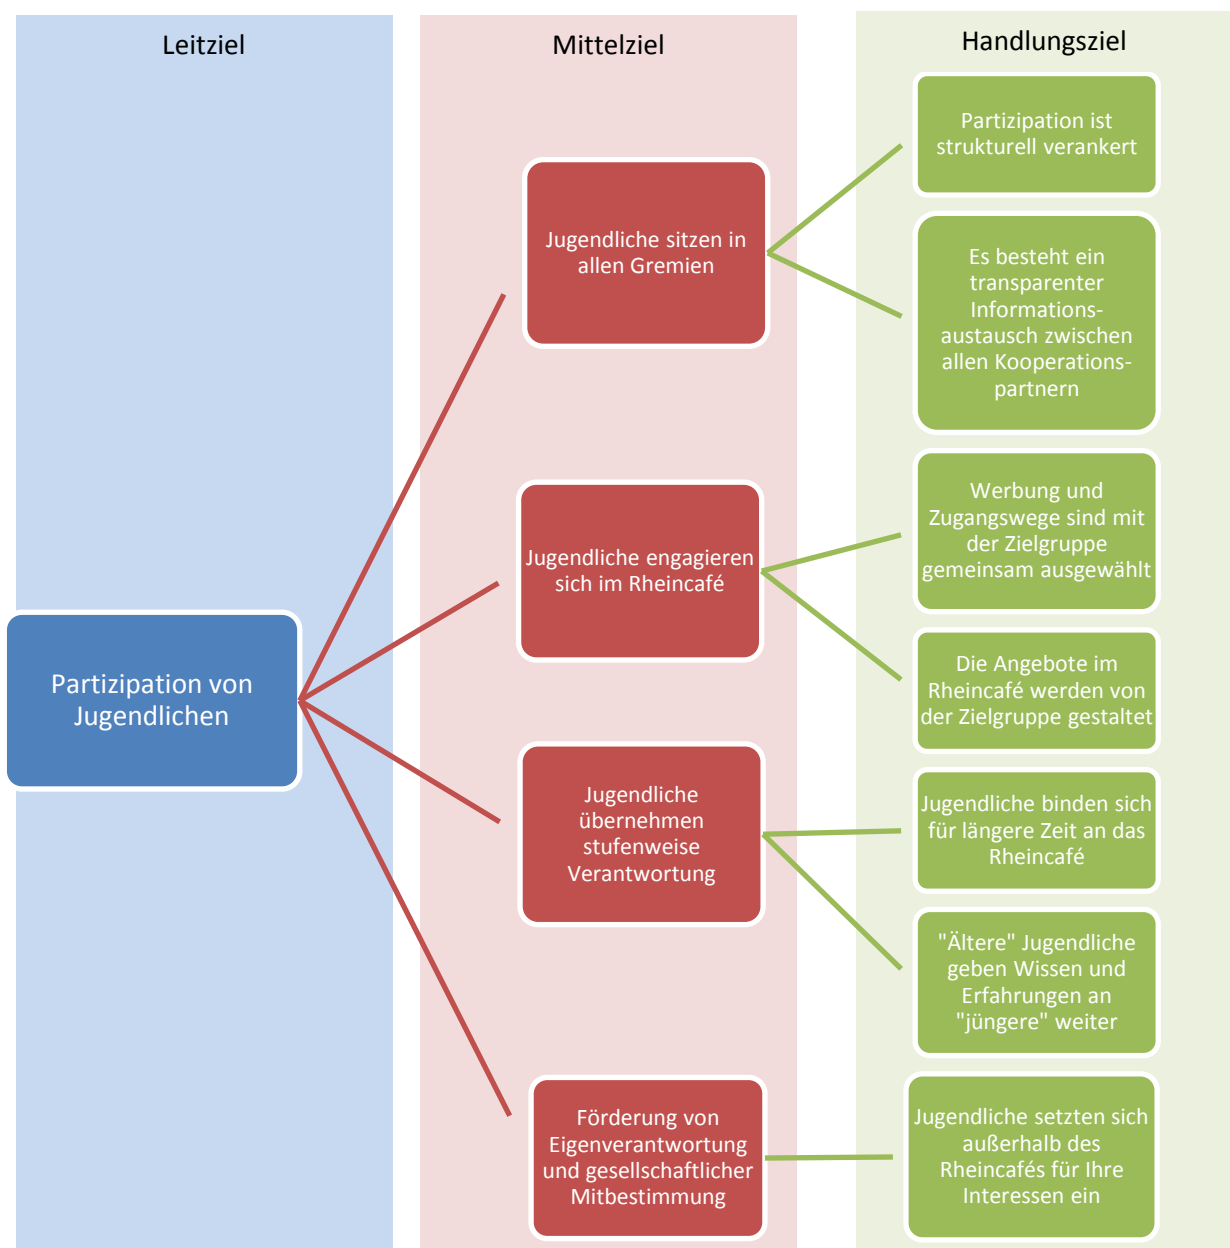 Leitziel
Mittelziel
Handlungsziel
Partizipation von
Jugendlichen
Jugendliche sitzen in
allen Gremien
Jugendliche engagieren
sich im Rheincafé
Jugendliche
übernehmen
stufenweise
Verantwortung
Förderung von
Eigenverantwortung
und gesellschaftlicher
Mitbestimmung
Partizipation ist
strukturell verankert
Es besteht ein
transparenter
Informations-
austausch zwischen
allen Kooperations-
partnern
Werbung und
Zugangswege sind mit
der Zielgruppe
gemeinsam ausgewählt
Die Angebote im
Rheincafé werden von
der Zielgruppe gestaltet
Jugendliche binden sich
für längere Zeit an das
Rheincafé
"Ältere" Jugendliche
geben Wissen und
Erfahrungen an
"jüngere" weiter
Jugendliche setzten sich
außerhalb des
Rheincafés für Ihre
Interessen ein